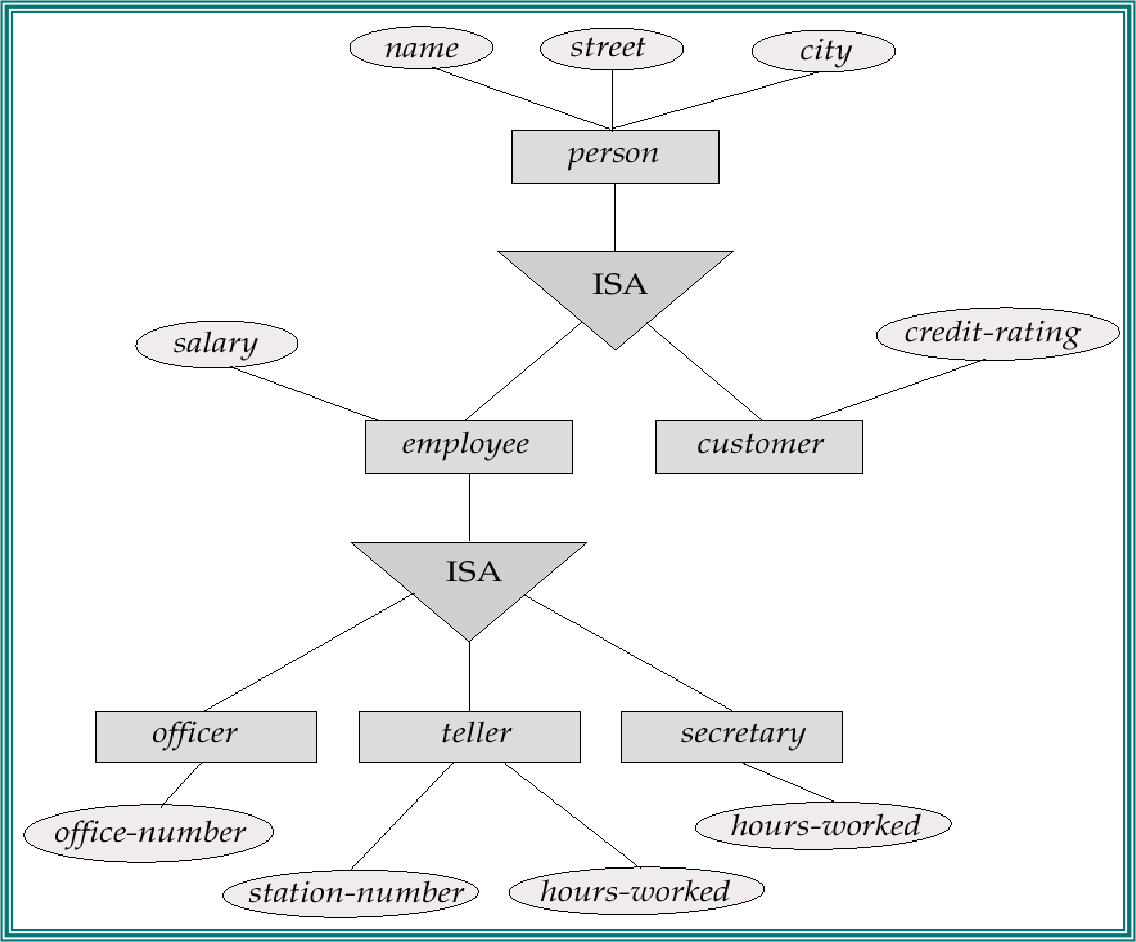 name
street
city
person
ISA
salary
credit-rating
employee
customer
ISA
officer
teller
secretary
office-number
hours-worked
station-number
hours-worked